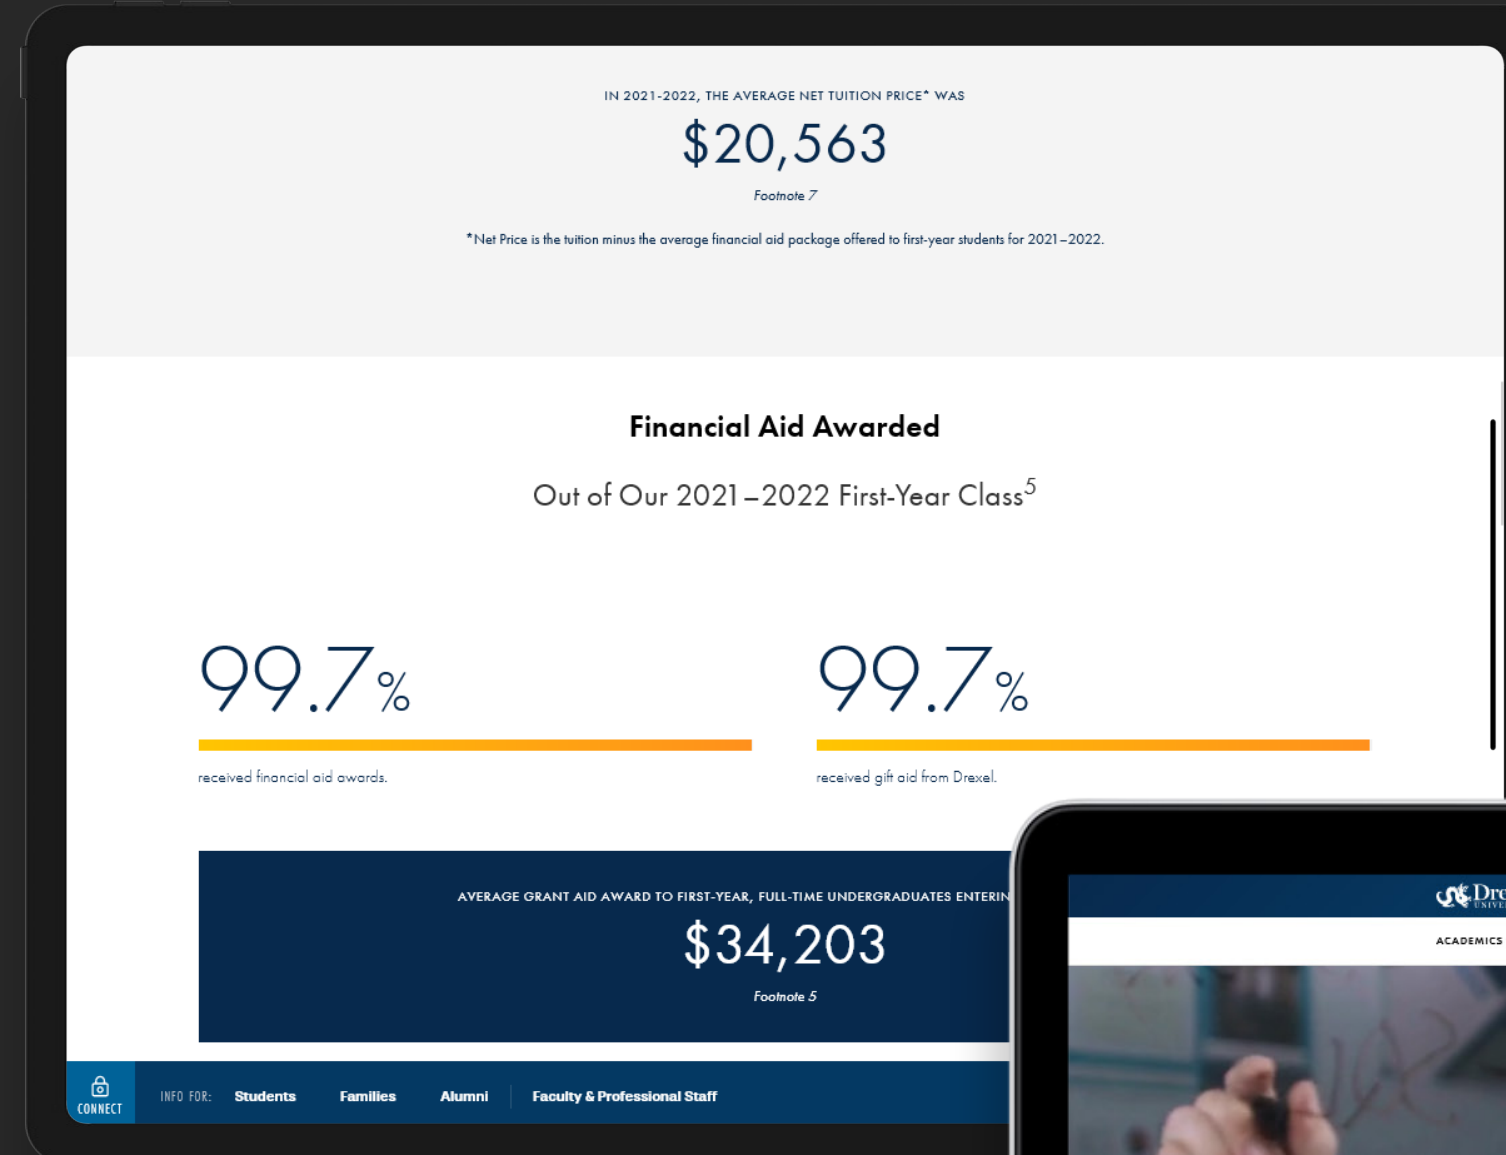 IN 2021-2022, THE AVERAGE NET TUITION PRICE* WAS
$20,563
Footnote 7
*Net Price is the tuition minus the average financial aid package offered to first-year students for 2021–2022.
Financial Aid Awarded
Out of Our 2021–2022 First-Year Class5
99.7%
received financial aid awards.
99.7%
received gift aid from Drexel.
AVERAGE GRANT AID AWARD TO FIRST-YEAR, FULL-TIME UNDERGRADUATES
$34,203
Footnote 5
CONNECT
INFO FOR:
Students
Families
Alumni
Faculty & Professional Staff
ACADEMICS